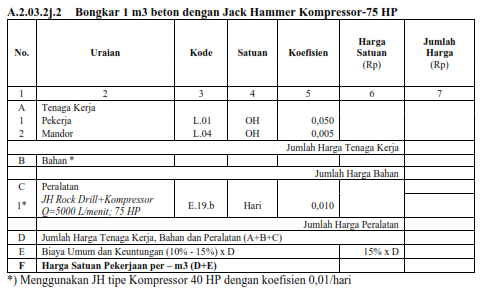 A.2.03.2j.2 Bongkar 1 m3 beton dengan Jack Hammer Kompressor-75 HP
No. Uraian Kode Satuan Koefisien Harga Satuan (Rp) Jumlah Harga (Rp)
1 2 3 4 5 6 7
A Tenaga Kerja
1 Pekerja L.01 OH 0,050
2 Mandor L.04 OH 0,005
Jumlah Harga Tenaga Kerja
B Bahan *
Jumlah Harga Bahan
C Peralatan
1* JH Rock Drill+Kompressor Q=5000 L/menit; 75 HP E.19.b Hari 0,010
Jumlah Harga Peralatan
D Jumlah Harga Tenaga Kerja, Bahan dan Peralatan (A+B+C)
E Biaya Umum dan Keuntungan (10% - 15%) x D 15% x D
F Harga Satuan Pekerjaan per – m3 (D+E)
*) Menggunakan JH tipe Kompressor 40 HP dengan koefisien 0,01/hari